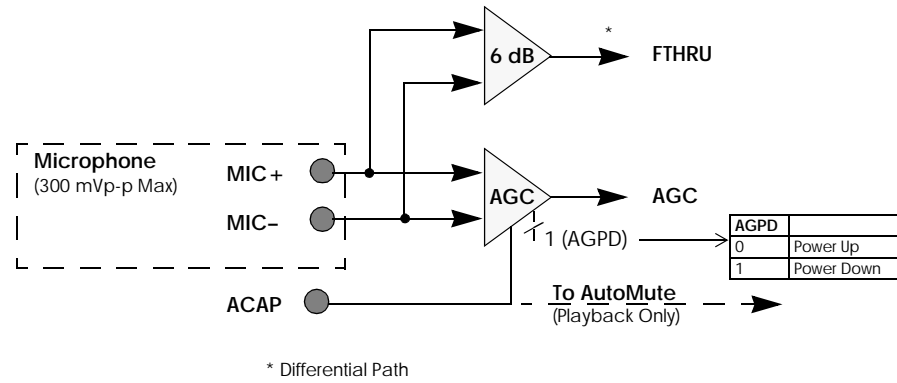 *
6 dB
FTHRU
Microphone
(300 mVp-p Max)
MIC+
MIC–
AGC
AGC
1 (AGPD)
AGPD
0 Power Up
1 Power Down
ACAP
To AutoMute
(Playback Only)
* Differential Path